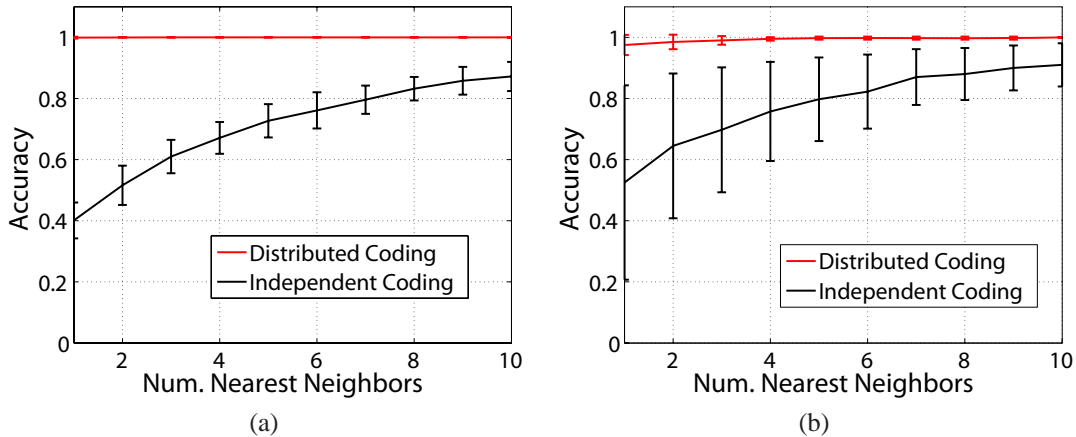 1
0.8
0.6
0.4
0.2
0
2
4
6
8
10
Accuracy
Num. Nearest Neighbors
Distributed Coding
Independent Coding
(a)
1
0.8
0.6
0.4
0.2
0
2
4
6
8
10
Accuracy
Num. Nearest Neighbors
Distributed Coding
Independent Coding
(b)